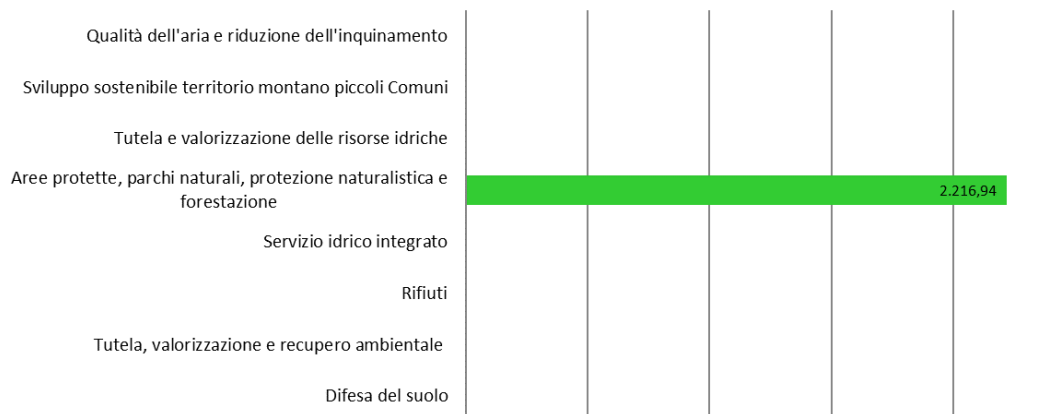 Qualità dell'aria e riduzione dell'inquinamento
Sviluppo sostenibile territorio montano piccoli Comuni
Tutela e valorizzazione delle risorse idriche
Aree protette, parchi naturali, protezione naturalistica e
forestazione
2.216,94
Servizio idrico integrato
Rifiuti
Tutela, valorizzazione e recupero ambientale
Difesa del suolo